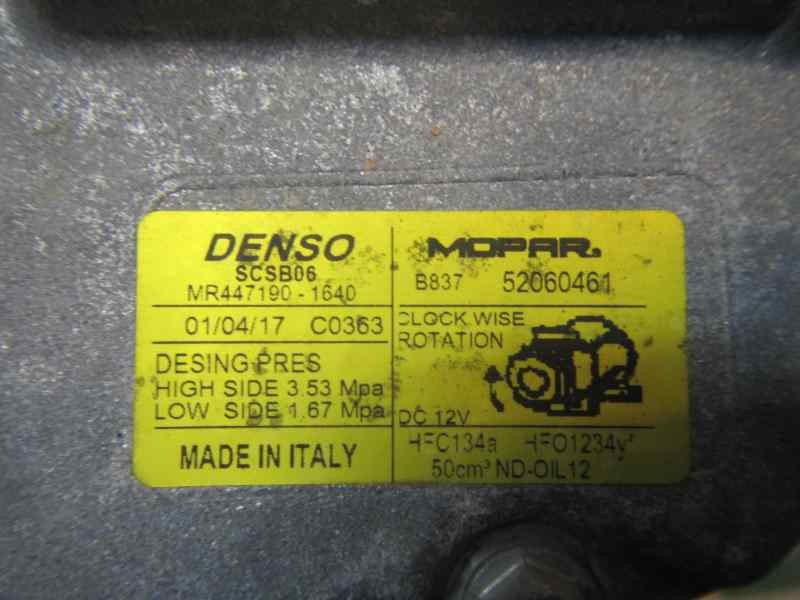 DENSO
SCSB06
MR447190-1640
01/04/17 C0363
DESING PRES
HIGH SIDE 3.53 Mpa
LOW SIDE 1.67 Mpa
MADE IN ITALY
MOPAR
B837 52060461
CLOCK WISE
ROTATION
DC 12V
HFC134a HFO1234yf
50cm³ ND-OIL12